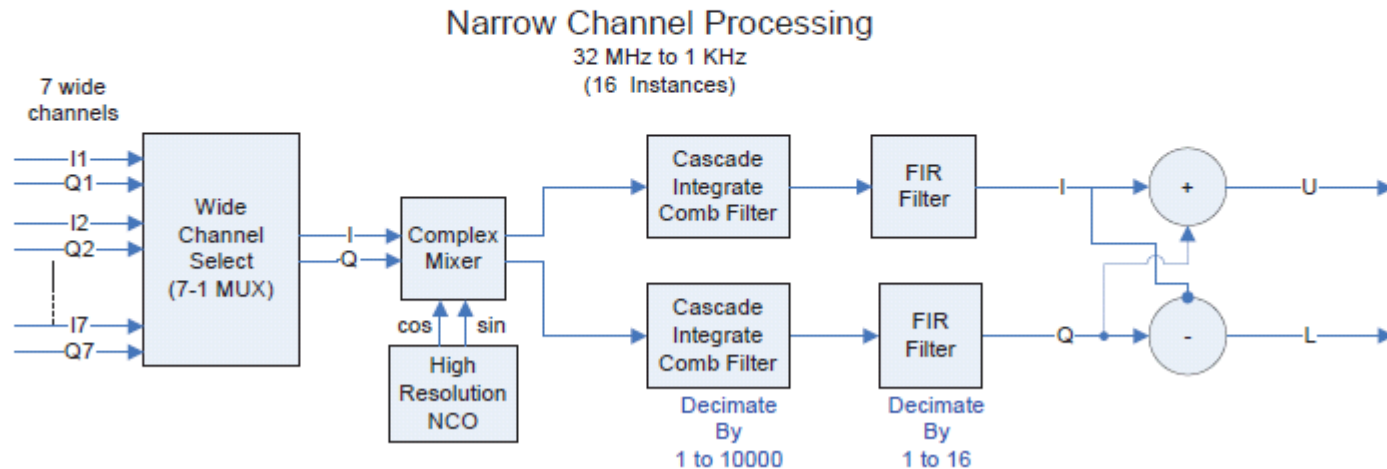 Narrow Channel Processing
32 MHz to 1 KHz
(16 Instances)
7 wide
channels
I1
Q1
I2
Q2
I7
Q7
Wide
Channel
Select
(7-1 MUX)
I
Q
Complex
Mixer
cos
sin
High
Resolution
NCO
Cascade
Integrate
Comb Filter
FIR
Filter
I
+
U
Cascade
Integrate
Comb Filter
FIR
Filter
Q
-
L
Decimate
By
1 to 10000
Decimate
By
1 to 16